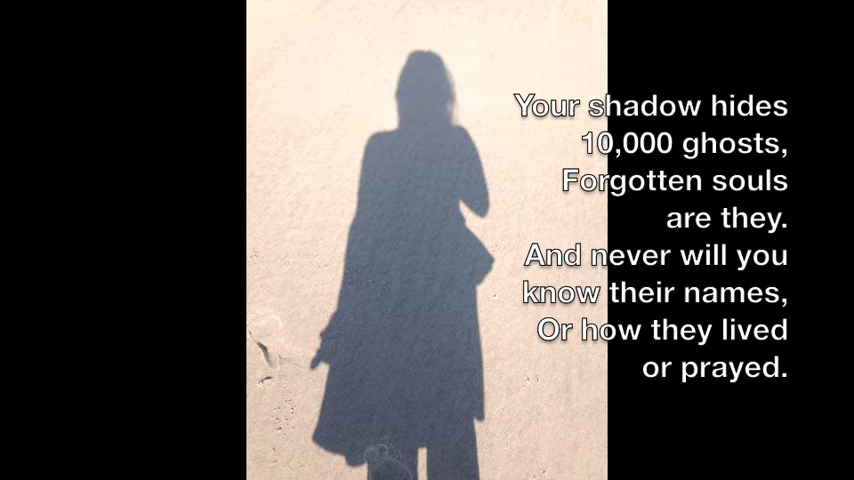 Your shadow hides
10,000 ghosts,
Forgotten souls
are they.
And never will you
know their names,
Or how they lived
or prayed.